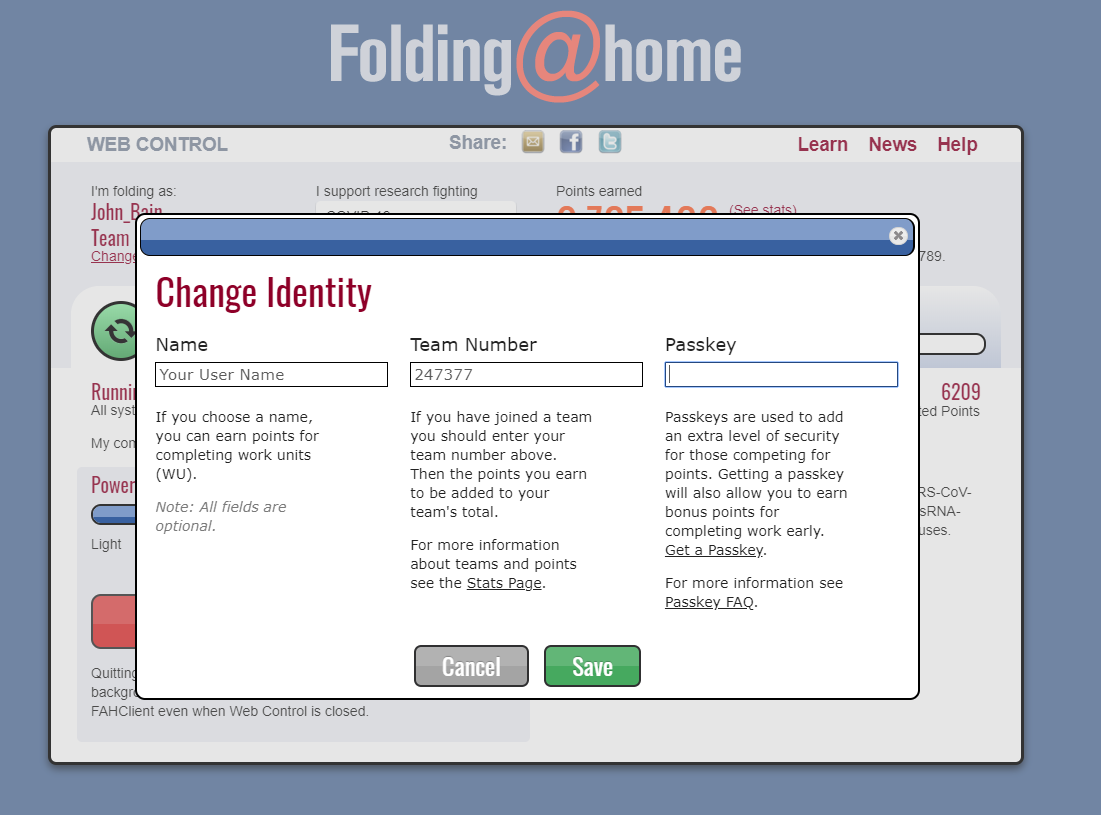 Folding@home
WEB CONTROL
Share:
Learn News Help
I'm folding as:
John_Bain
Team
Change
I support research fighting
Points earned
(See stats)
789.
Change Identity
Name
Your User Name
If you choose a name,
you can earn points for
completing work units
(WU).
Note: All fields are
optional.
Team Number
247377
If you have joined a team
you should enter your
team number above.
Then the points you earn
to be added to your
team's total.
For more information
about teams and points
see the Stats Page.
Passkey
Passkeys are used to add
an extra level of security
for those competing for
points. Getting a passkey
will also allow you to earn
bonus points for
completing work early.
Get a Passkey.
For more information see
Passkey FAQ.
Cancel
Save
Runnin
All syst
My con
Power
Light
Quitting
backgro
FAHClient even when Web Control is closed.
6209
ted Points
RS-CoV-
sRNA-
uses.